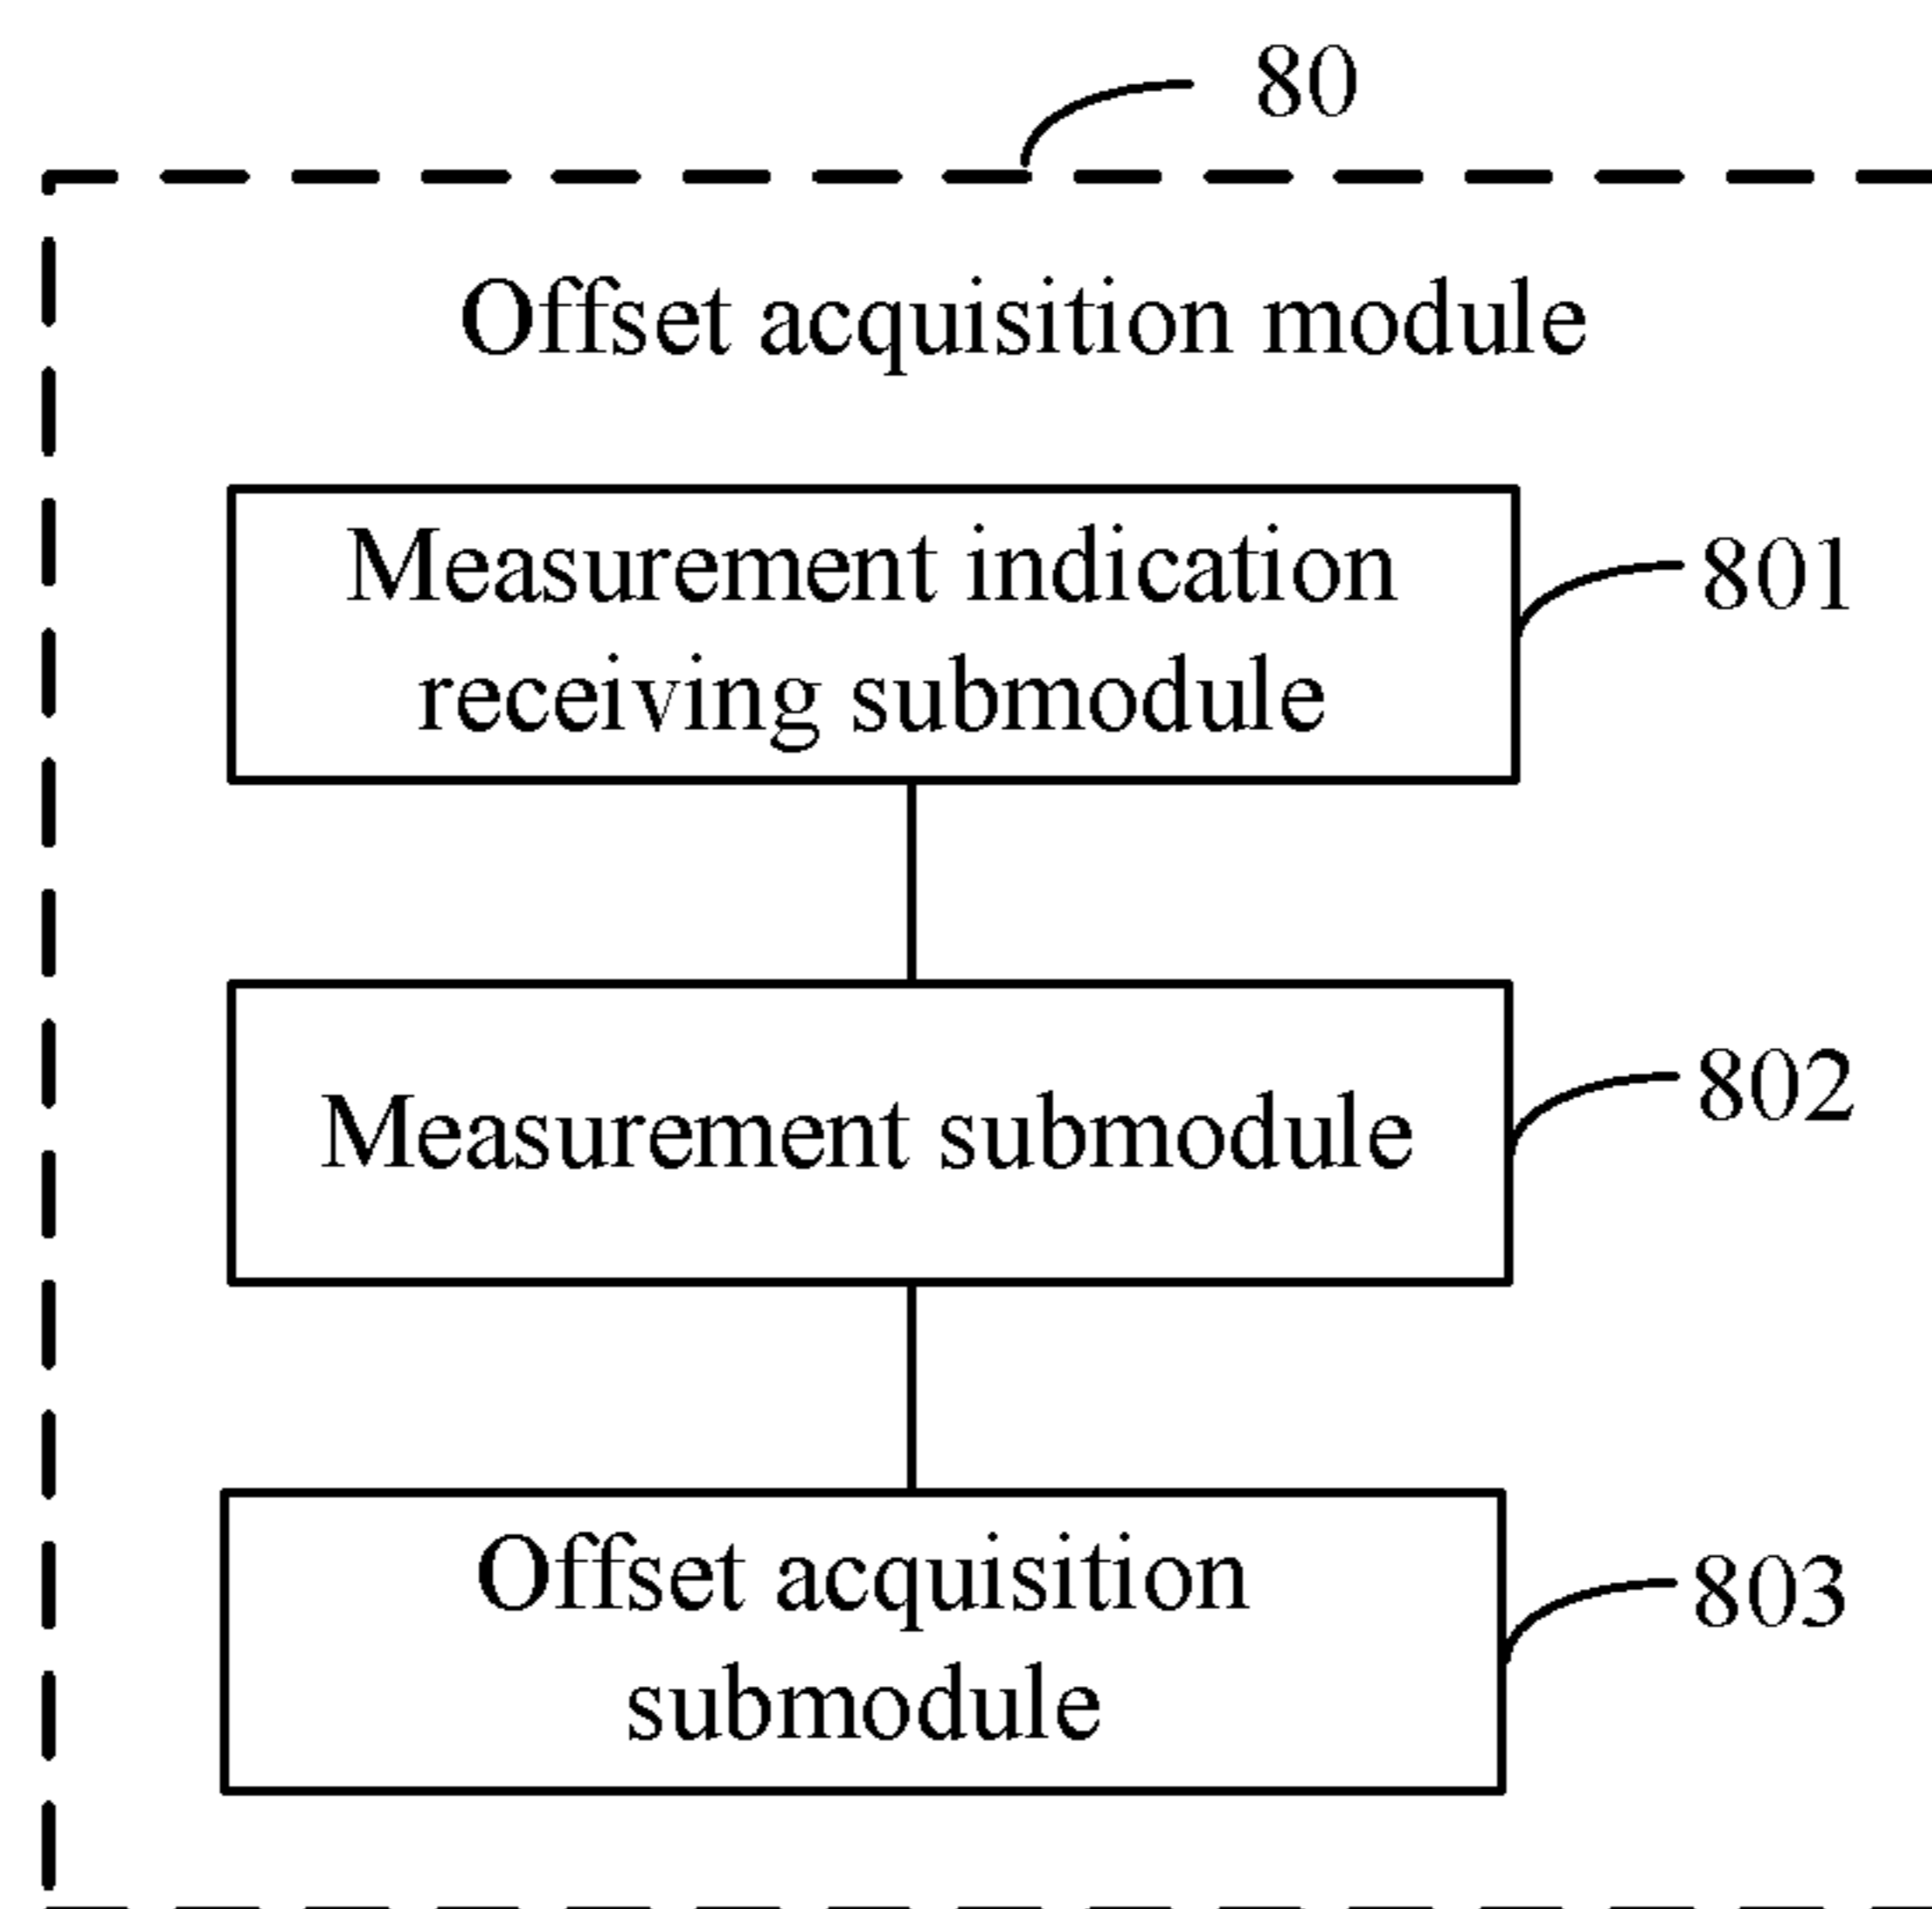 80
Offset acquisition module
Measurement indication
receiving submodule
801
Measurement submodule
802
Offset acquisition
submodule
803